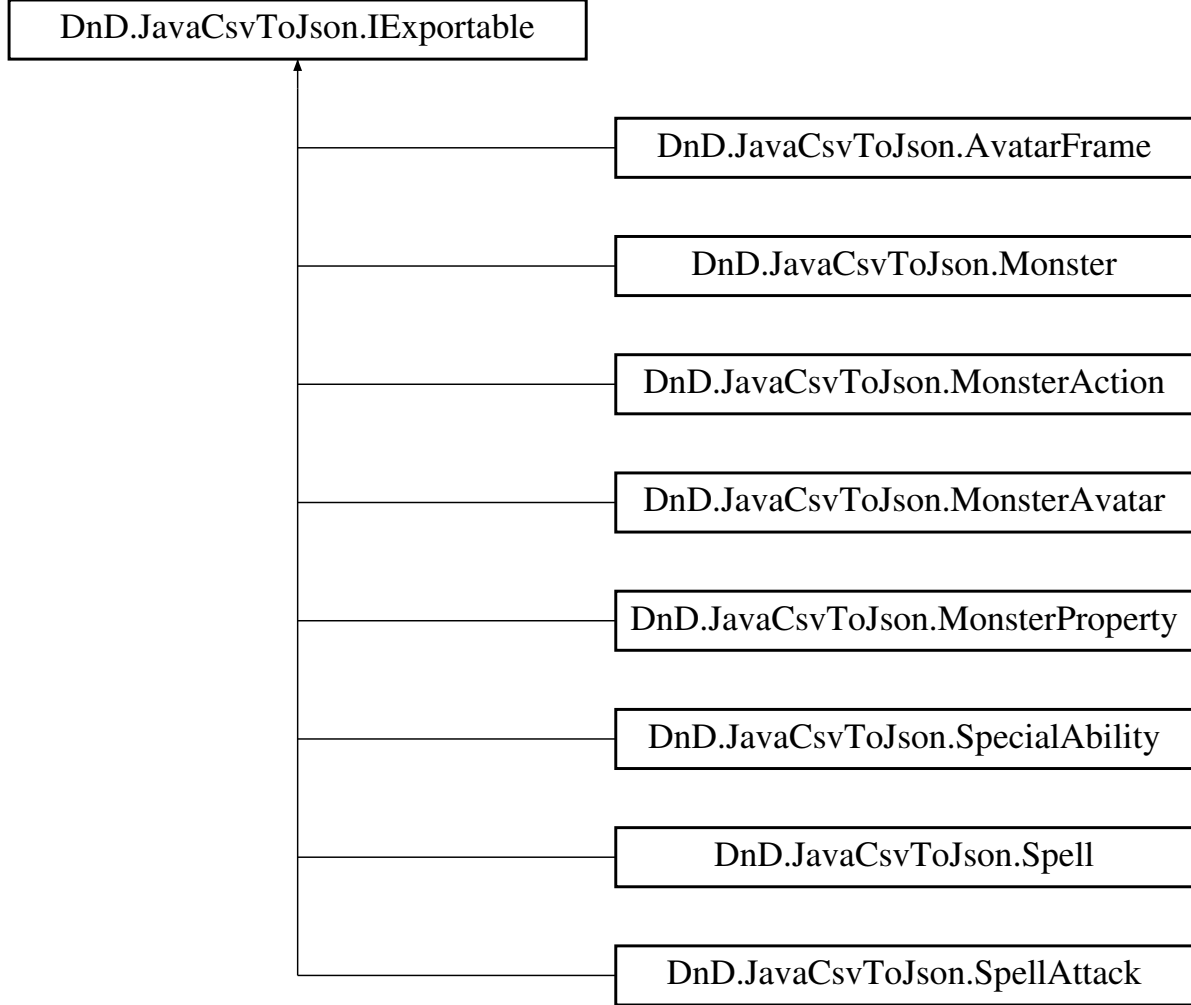 DnD.JavaCsvToJson.IExportable
DnD.JavaCsvToJson.AvatarFrame
DnD.JavaCsvToJson.Monster
DnD.JavaCsvToJson.MonsterAction
DnD.JavaCsvToJson.MonsterAvatar
DnD.JavaCsvToJson.MonsterProperty
DnD.JavaCsvToJson.SpecialAbility
DnD.JavaCsvToJson.Spell
DnD.JavaCsvToJson.SpellAttack